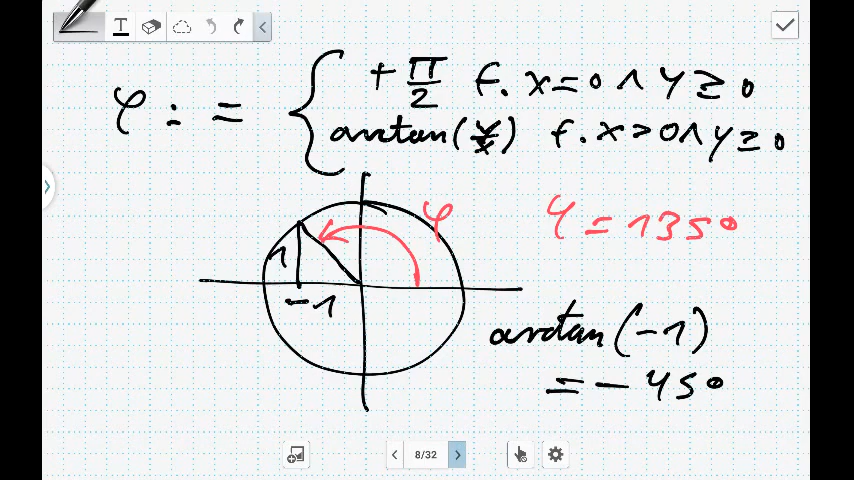 T
+ π/2 f. x = 0 ∧ y ≥ 0
φ : =
arctan(y/x) f. x > 0 ∧ y ≥ 0
φ
φ = 135°
1
-1
arctan(-1)
= -45°
8/32